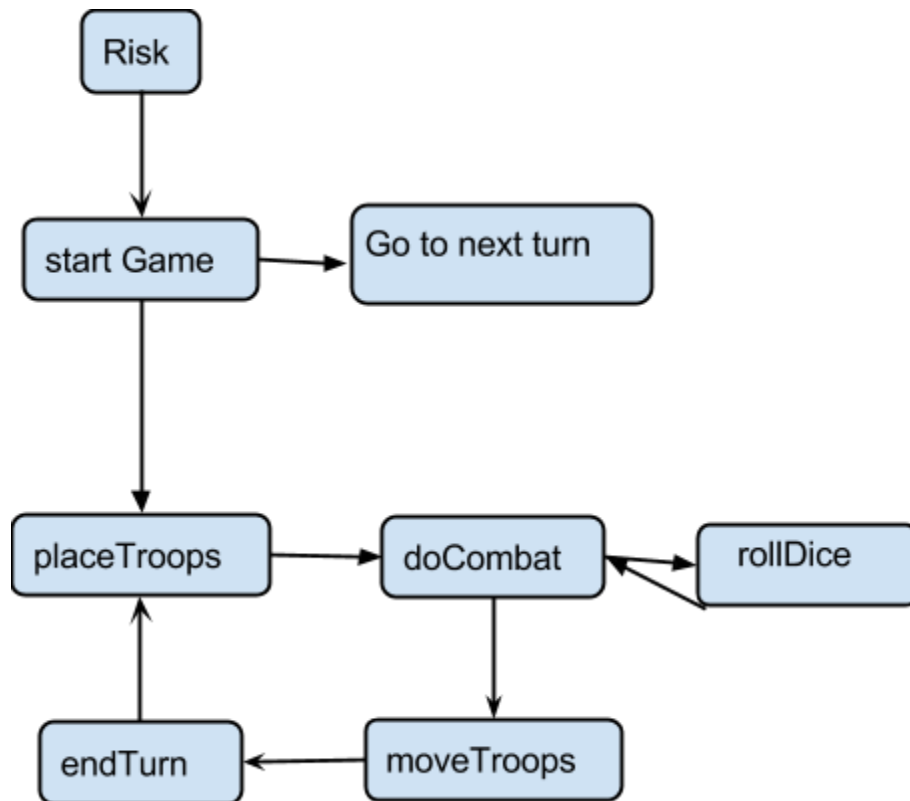 Risk
start Game
Go to next turn
placeTroops
doCombat
rollDice
endTurn
moveTroops